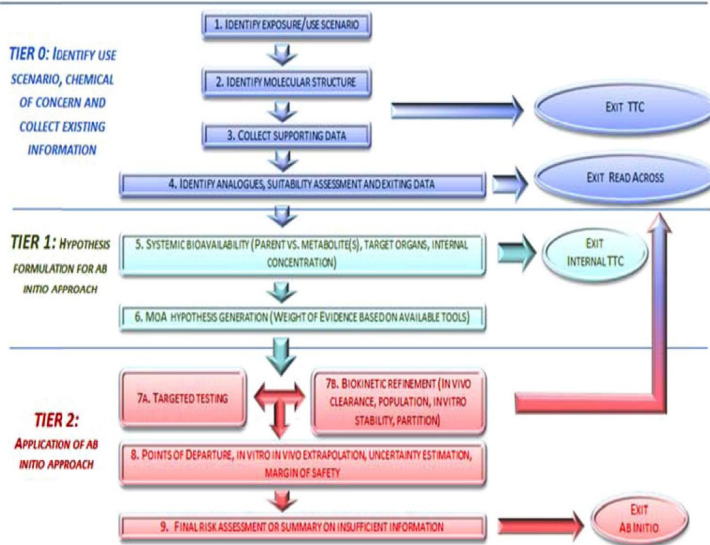 1. IDENTIFY EXPOSURE/USE SCENARIO
TIER 0: IDENTIFY USE
SCENARIO, CHEMICAL
OF CONCERN AND
COLLECT EXISTING
INFORMATION
2. IDENTIFY MOLECULAR STRUCTURE
EXIT TTC
3. COLLECT SUPPORTING DATA
4. IDENTIFY ANALOGUES, SUITABILITY ASSESSMENT AND EXITING DATA
EXIT READ ACROSS
TIER 1: HYPOTHESIS
FORMULATION FOR AB
INITIO APPROACH
5. SYSTEMIC BIOAVAILABILITY (PARENT VS. METABOLITE(S), TARGET ORGANS, INTERNAL
CONCENTRATION)
EXIT
INTERNAL TTC
6. MOA HYPOTHESIS GENERATION (WEIGHT OF EVIDENCE BASED ON AVAILABLE TOOLS)
TIER 2:
APPLICATION OF AB
INITIO APPROACH
7A. TARGETED TESTING
7B. BIOKINETIC REFINEMENT (IN VIVO
CLEARANCE, POPULATION, IN VITRO
STABILITY, PARTITION)
8. POINTS OF DEPARTURE, IN VITRO IN VIVO EXTRAPOLATION, UNCERTAINTY ESTIMATION,
MARGIN OF SAFETY
9. FINAL RISK ASSESSMENT OR SUMMARY ON INSUFFICIENT INFORMATION
EXIT
AB INITIO